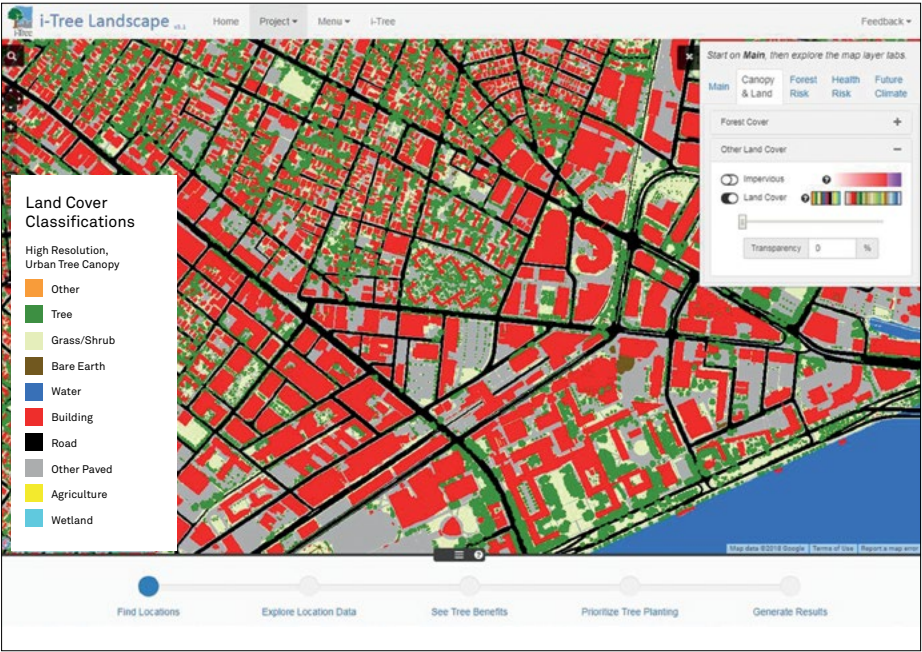 i-Tree
i-Tree Landscape v3.1
Home
Project
Menu
i-Tree
Feedback
Start on Main, then explore the map layer tabs.
Main
Canopy
& Land
Forest
Risk
Health
Risk
Future
Climate
Forest Cover
+
Other Land Cover
−
Impervious
?
Land Cover
?
Transparency 0 %
Land Cover
Classifications
High Resolution,
Urban Tree Canopy
Other
Tree
Grass/Shrub
Bare Earth
Water
Building
Road
Other Paved
Agriculture
Wetland
Map data ©2018 Google
Terms of Use
Report a map error
?
Find Locations
Explore Location Data
See Tree Benefits
Prioritize Tree Planting
Generate Results